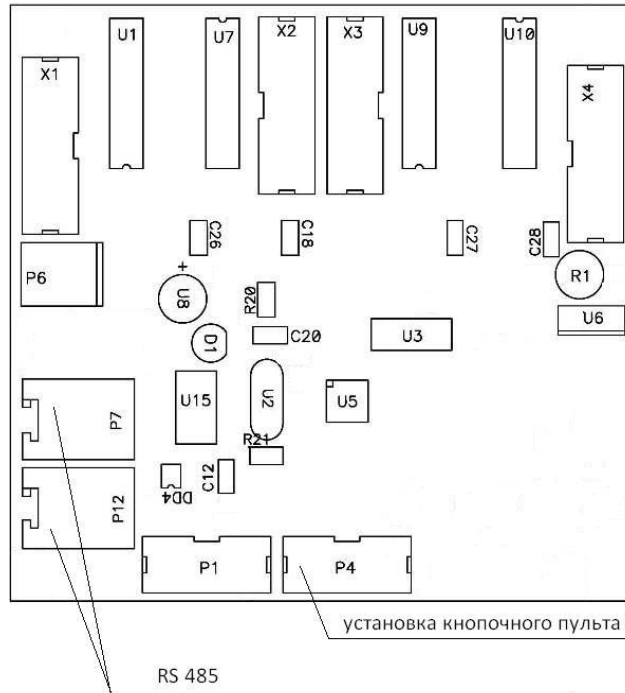 U1
U7
X2
X3
U9
U10
X1
X4
C26
C18
C27
C28
P6
+
U8
R20
R1
D1
C20
U3
U6
P7
U15
U2
U5
R21
P12
DD4
C12
P1
P4
установка кнопочного пульта
RS 485